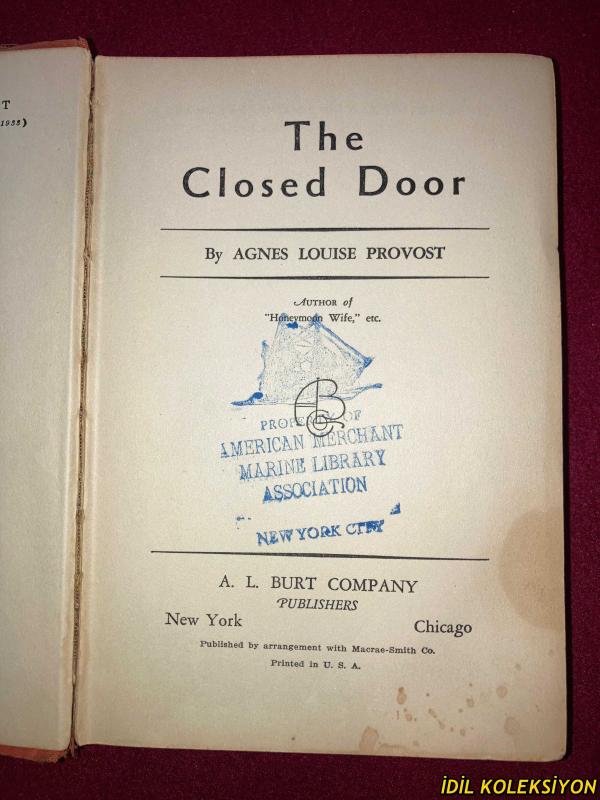 T
1933)
The
Closed Door
By AGNES LOUISE PROVOST
AUTHOR of
"Honeymoon Wife," etc.
PROPERTY OF
AMERICAN MERCHANT
MARINE LIBRARY
ASSOCIATION
NEW YORK CITY
A. L. BURT COMPANY
PUBLISHERS
New York Chicago
Published by arrangement with Macrae-Smith Co.
Printed in U. S. A.
İDİL KOLEKSİYON